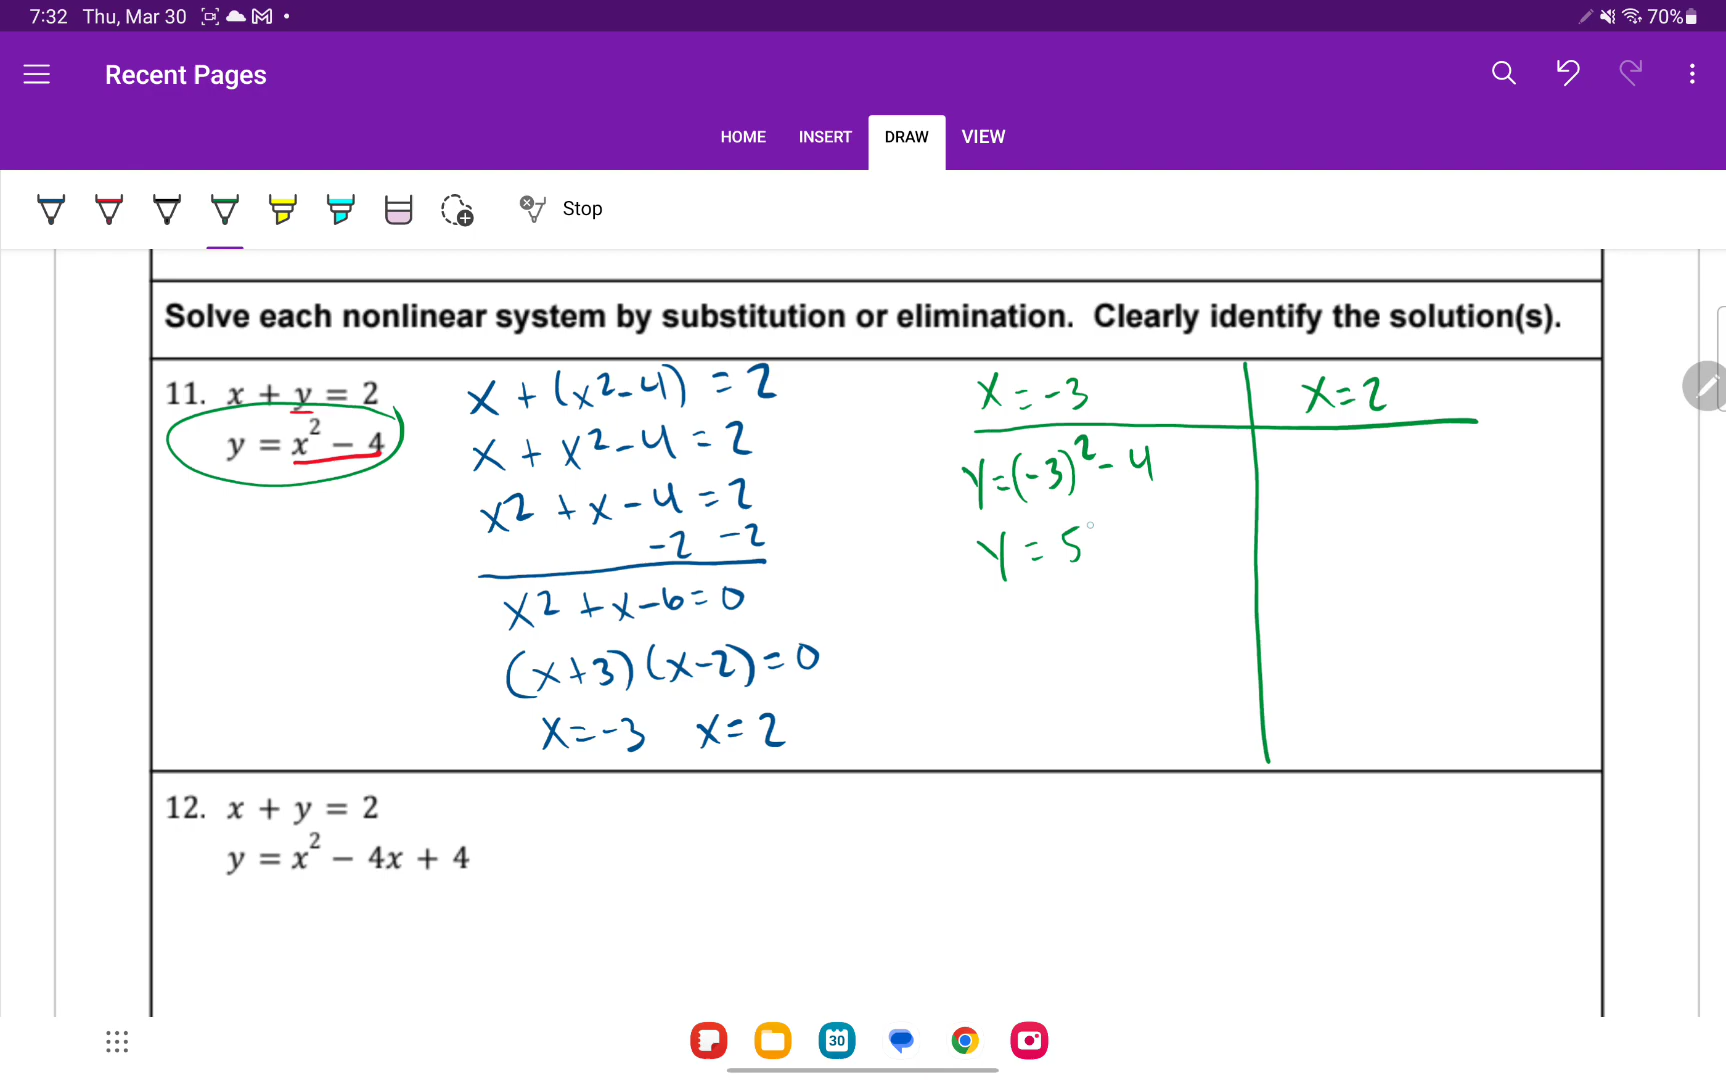 7:32 Thu, Mar 30
70%
Recent Pages
HOME INSERT DRAW VIEW
Stop
Solve each nonlinear system by substitution or elimination. Clearly identify the solution(s).
11. x + y = 2
y = x² − 4
x + (x² - 4) = 2
x + x² - 4 = 2
x² + x - 4 = 2
-2 -2
x² + x - 6 = 0
(x+3)(x-2) = 0
x = -3 x = 2
x = -3
y = (-3)² - 4
y = 5
x = 2
12. x + y = 2
y = x² − 4x + 4
30